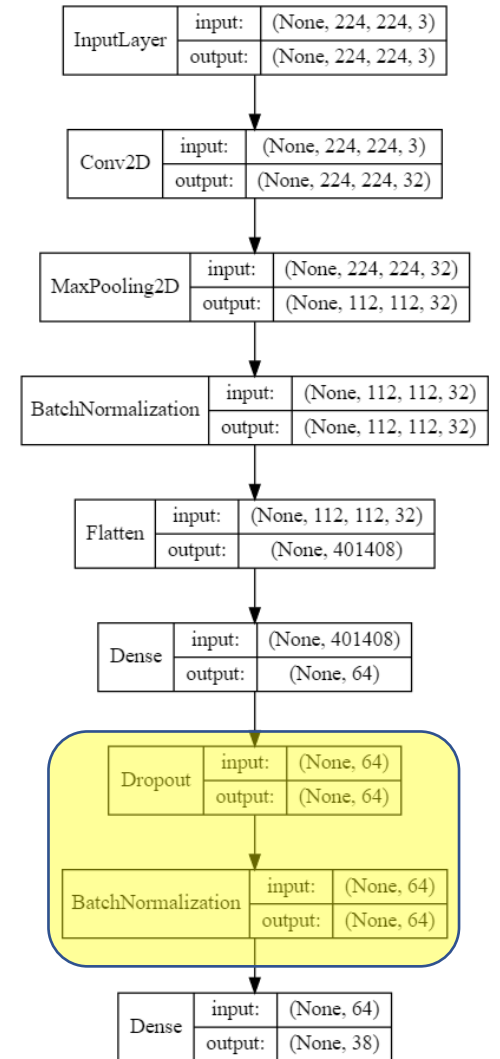 InputLayer input: (None, 224, 224, 3)
output: (None, 224, 224, 3)
Conv2D input: (None, 224, 224, 3)
output: (None, 224, 224, 32)
MaxPooling2D input: (None, 224, 224, 32)
output: (None, 112, 112, 32)
BatchNormalization input: (None, 112, 112, 32)
output: (None, 112, 112, 32)
Flatten input: (None, 112, 112, 32)
output: (None, 401408)
Dense input: (None, 401408)
output: (None, 64)
Dropout input: (None, 64)
output: (None, 64)
BatchNormalization input: (None, 64)
output: (None, 64)
Dense input: (None, 64)
output: (None, 38)